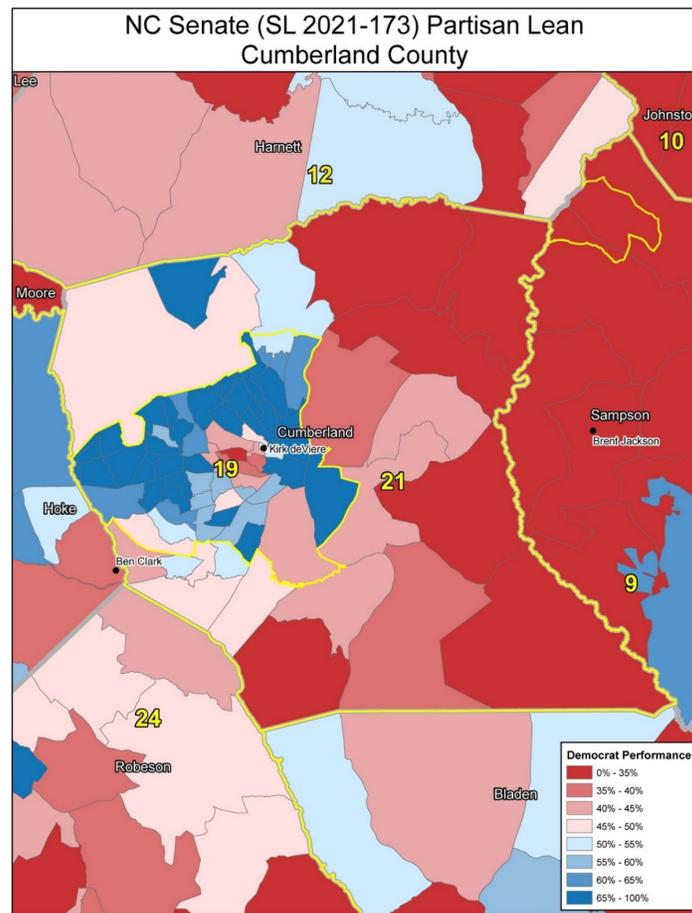 NC Senate (SL 2021-173) Partisan Lean
Cumberland County
Lee
Harnett
12
Johnsto
10
Moore
Cumberland
Kirk deViere
19
Sampson
Brent Jackson
21
Hoke
Ben Clark
9
24
Robeson
Bladen
Democrat Performance
0% - 35%
35% - 40%
40% - 45%
45% - 50%
50% - 55%
55% - 60%
60% - 65%
65% - 100%